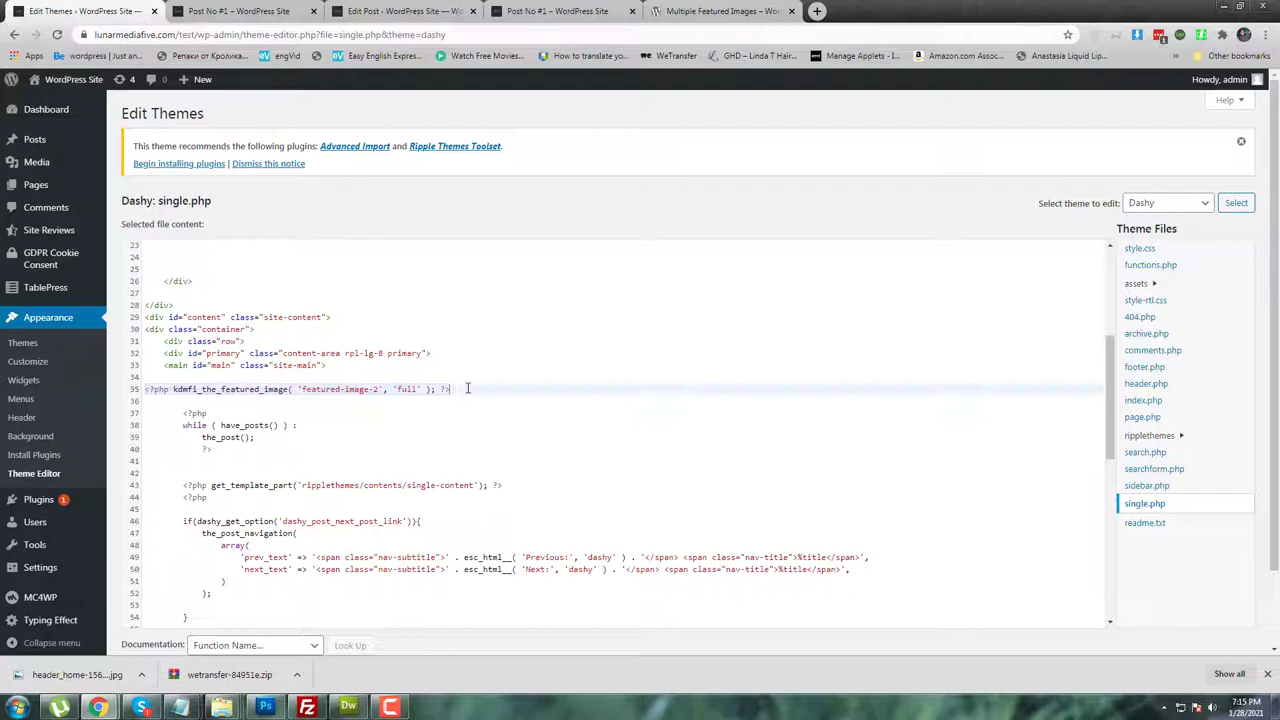 Edit Themes ‹ WordPress Site —
Post No #1 – WordPress Site
Edit Post ‹ WordPress Site — W
Post No #1 – WordPress Site
Multiple Featured Images – Wo
lunarmediafive.com/test/wp-admin/theme-editor.php?file=single.php&theme=dashy
Apps
Вероя
wordpress | Just an...
Репаки от Кролика...
engVid
Easy English Expres...
Watch Free Movies...
How to translate yo...
WeTransfer
GHD – Linda T Hair...
Manage Applets - I...
Amazon.com Assoc...
Anastasia Liquid Lip...
Other bookmarks
WordPress Site
4
0
New
Howdy, admin
Dashboard
Posts
Media
Pages
Comments
Site Reviews
GDPR Cookie
Consent
TablePress
Appearance
Themes
Customize
Widgets
Menus
Header
Background
Install Plugins
Theme Editor
Plugins 1
Users
Tools
Settings
MC4WP
Typing Effect
Collapse menu
Help
Edit Themes
This theme recommends the following plugins: Advanced Import and Ripple Themes Toolset.
Begin installing plugins | Dismiss this notice
Dashy: single.php
Select theme to edit: Dashy Select
Selected file content:
23
24
25
26 </div>
27
28 </div>
29 <div id="content" class="site-content">
30 <div class="container">
31 <div class="row">
32 <div id="primary" class="content-area rpl-lg-8 primary">
33 <main id="main" class="site-main">
34
35 <?php kdmfi_the_featured_image( 'featured-image-2', 'full' ); ?>
36
37 <?php
38 while ( have_posts() ) :
39 the_post();
40 ?>
41
42
43 <?php get_template_part('ripplethemes/contents/single-content'); ?>
44 <?php
45
46 if(dashy_get_option('dashy_post_next_post_link')){
47 the_post_navigation(
48 array(
49 'prev_text' => '<span class="nav-subtitle">' . esc_html__( 'Previous:', 'dashy' ) . '</span> <span class="nav-title">%title</span>',
50 'next_text' => '<span class="nav-subtitle">' . esc_html__( 'Next:', 'dashy' ) . '</span> <span class="nav-title">%title</span>',
51 )
52 );
53
54 }
Theme Files
style.css
functions.php
assets
style-rtl.css
404.php
archive.php
comments.php
footer.php
header.php
index.php
page.php
ripplethemes
search.php
searchform.php
sidebar.php
single.php
readme.txt
Documentation: Function Name... Look Up
header_home-156....jpg
wetransfer-84951e.zip
Show all
7:15 PM
1/28/2021